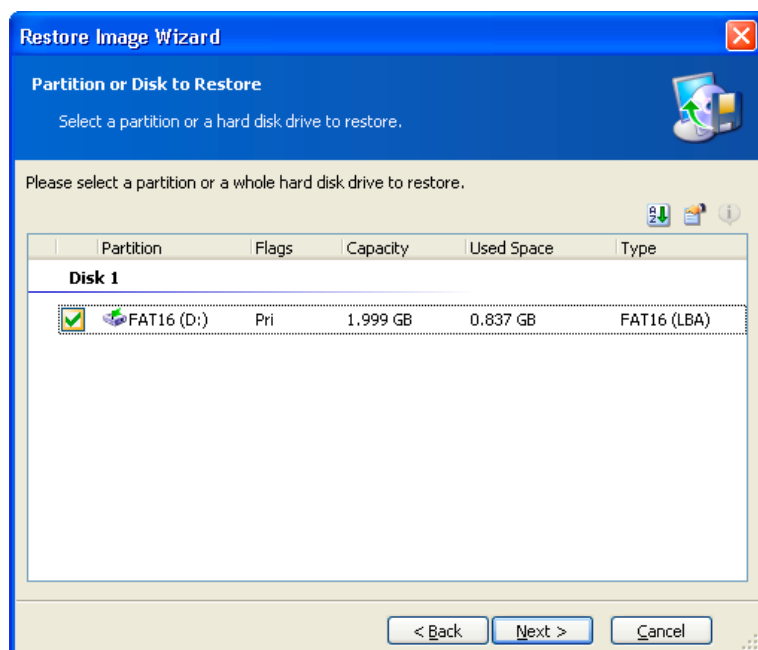 Restore Image Wizard
Partition or Disk to Restore
Select a partition or a hard disk drive to restore.
Please select a partition or a whole hard disk drive to restore.
Partition Flags Capacity Used Space Type
Disk 1
FAT16 (D:) Pri 1.999 GB 0.837 GB FAT16 (LBA)
< Back Next > Cancel